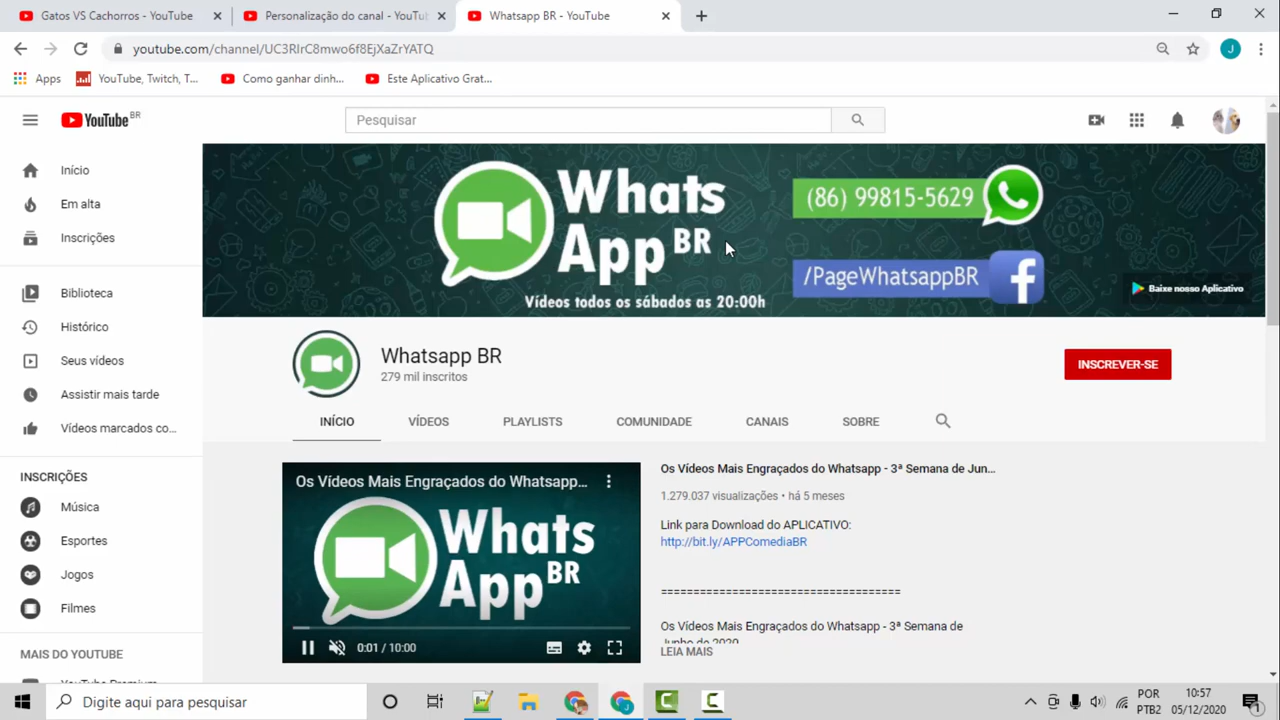 Gatos VS Cachorros - YouTube
Personalização do canal - YouTu
Whatsapp BR - YouTube
youtube.com/channel/UC3RIrC8mwo6f8EjXaZrYATQ
Apps
YouTube, Twitch, T...
Como ganhar dinh...
Este Aplicativo Grat...
YouTube BR
Pesquisar
J
Início
Em alta
Inscrições
Biblioteca
Histórico
Seus vídeos
Assistir mais tarde
Vídeos marcados co...
INSCRIÇÕES
Música
Esportes
Jogos
Filmes
MAIS DO YOUTUBE
YouTube Premium
Whats
App BR
Vídeos todos os sábados as 20:00h
(86) 99815-5629
/PageWhatsappBR
Baixe nosso Aplicativo
Whatsapp BR
279 mil inscritos
INSCREVER-SE
INÍCIO
VÍDEOS
PLAYLISTS
COMUNIDADE
CANAIS
SOBRE
Os Vídeos Mais Engraçados do Whatsapp...
Whats
App BR
0:01 / 10:00
Os Vídeos Mais Engraçados do Whatsapp - 3ª Semana de Jun...
1.279.037 visualizações • há 5 meses
Link para Download do APLICATIVO:
http://bit.ly/APPComediaBR
=====================================
Os Vídeos Mais Engraçados do Whatsapp - 3ª Semana de
Junho de 2020
LEIA MAIS
Digite aqui para pesquisar
POR
PTB2
10:57
05/12/2020
1